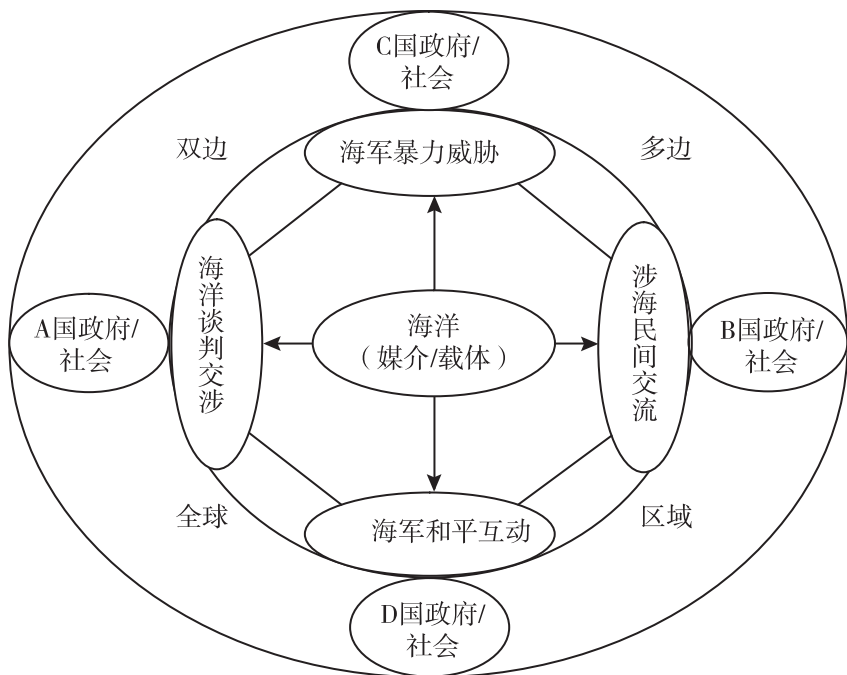 C国政府/
社会
双边
海军暴力威胁
多边
海洋谈判交涉
A国政府/
社会
海洋
（媒介/载体）
涉海民间交流
B国政府/
社会
全球
海军和平互动
区域
D国政府/
社会